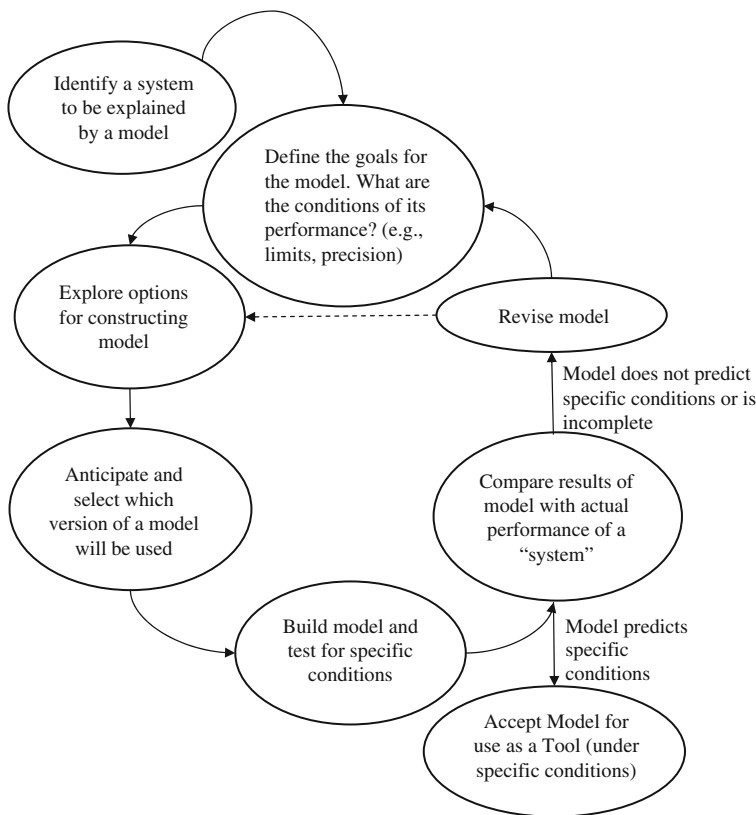 Identify a system
to be explained
by a model
Define the goals for
the model. What are
the conditions of its
performance? (e.g.,
limits, precision)
Explore options
for constructing
model
Revise model
Model does not predict
specific conditions or is
incomplete
Anticipate and
select which
version of a model
will be used
Compare results of
model with actual
performance of a
“system”
Build model and
test for specific
conditions
Model predicts
specific
conditions
Accept Model for
use as a Tool (under
specific conditions)